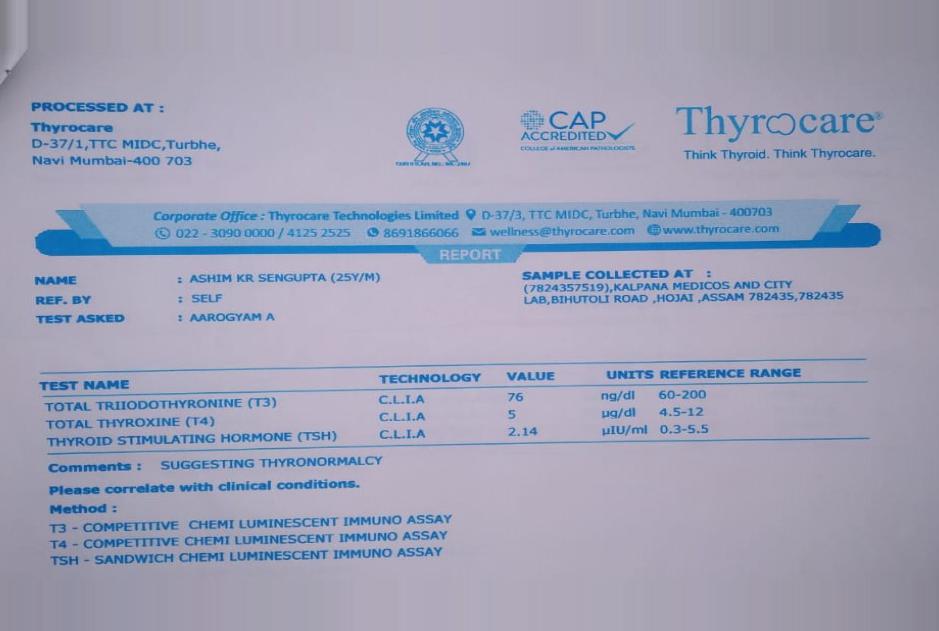 PROCESSED AT :
Thyrocare
D-37/1,TTC MIDC,Turbhe,
Navi Mumbai-400 703
CAP
ACCREDITED
COLLEGE of AMERICAN PATHOLOGISTS
Thyrocare®
Think Thyroid. Think Thyrocare.
Corporate Office : Thyrocare Technologies Limited D-37/3, TTC MIDC, Turbhe, Navi Mumbai - 400703
022 - 3090 0000 / 4125 2525 8691866066 wellness@thyrocare.com www.thyrocare.com
REPORT
NAME : ASHIM KR SENGUPTA (25Y/M)
REF. BY : SELF
TEST ASKED : AAROGYAM A
SAMPLE COLLECTED AT :
(7824357519),KALPANA MEDICOS AND CITY
LAB,BIHUTOLI ROAD ,HOJAI ,ASSAM 782435,782435
TEST NAME TECHNOLOGY VALUE UNITS REFERENCE RANGE
TOTAL TRIIODOTHYRONINE (T3) C.L.I.A 76 ng/dl 60-200
TOTAL THYROXINE (T4) C.L.I.A 5 µg/dl 4.5-12
THYROID STIMULATING HORMONE (TSH) C.L.I.A 2.14 µIU/ml 0.3-5.5
Comments : SUGGESTING THYRONORMALCY
Please correlate with clinical conditions.
Method :
T3 - COMPETITIVE CHEMI LUMINESCENT IMMUNO ASSAY
T4 - COMPETITIVE CHEMI LUMINESCENT IMMUNO ASSAY
TSH - SANDWICH CHEMI LUMINESCENT IMMUNO ASSAY